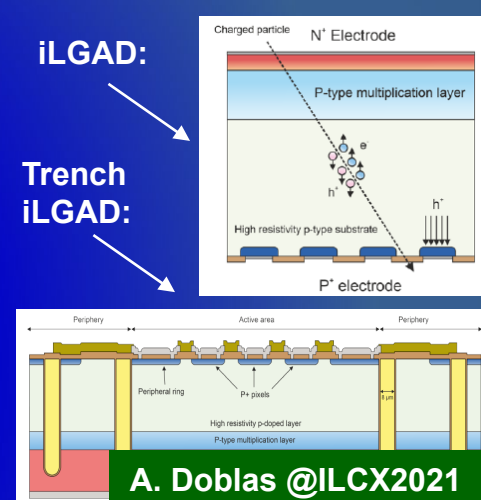 iLGAD:
Charged particle
N⁺ Electrode
P-type multiplication layer
e⁻
h⁺
h⁺
High resistivity p-type substrate
P⁺ electrode
Trench
iLGAD:
Periphery
Active area
Periphery
Peripheral ring
P+ pixels
High resistivity p-doped layer
P-type multiplication layer
A. Doblas @ILCX2021